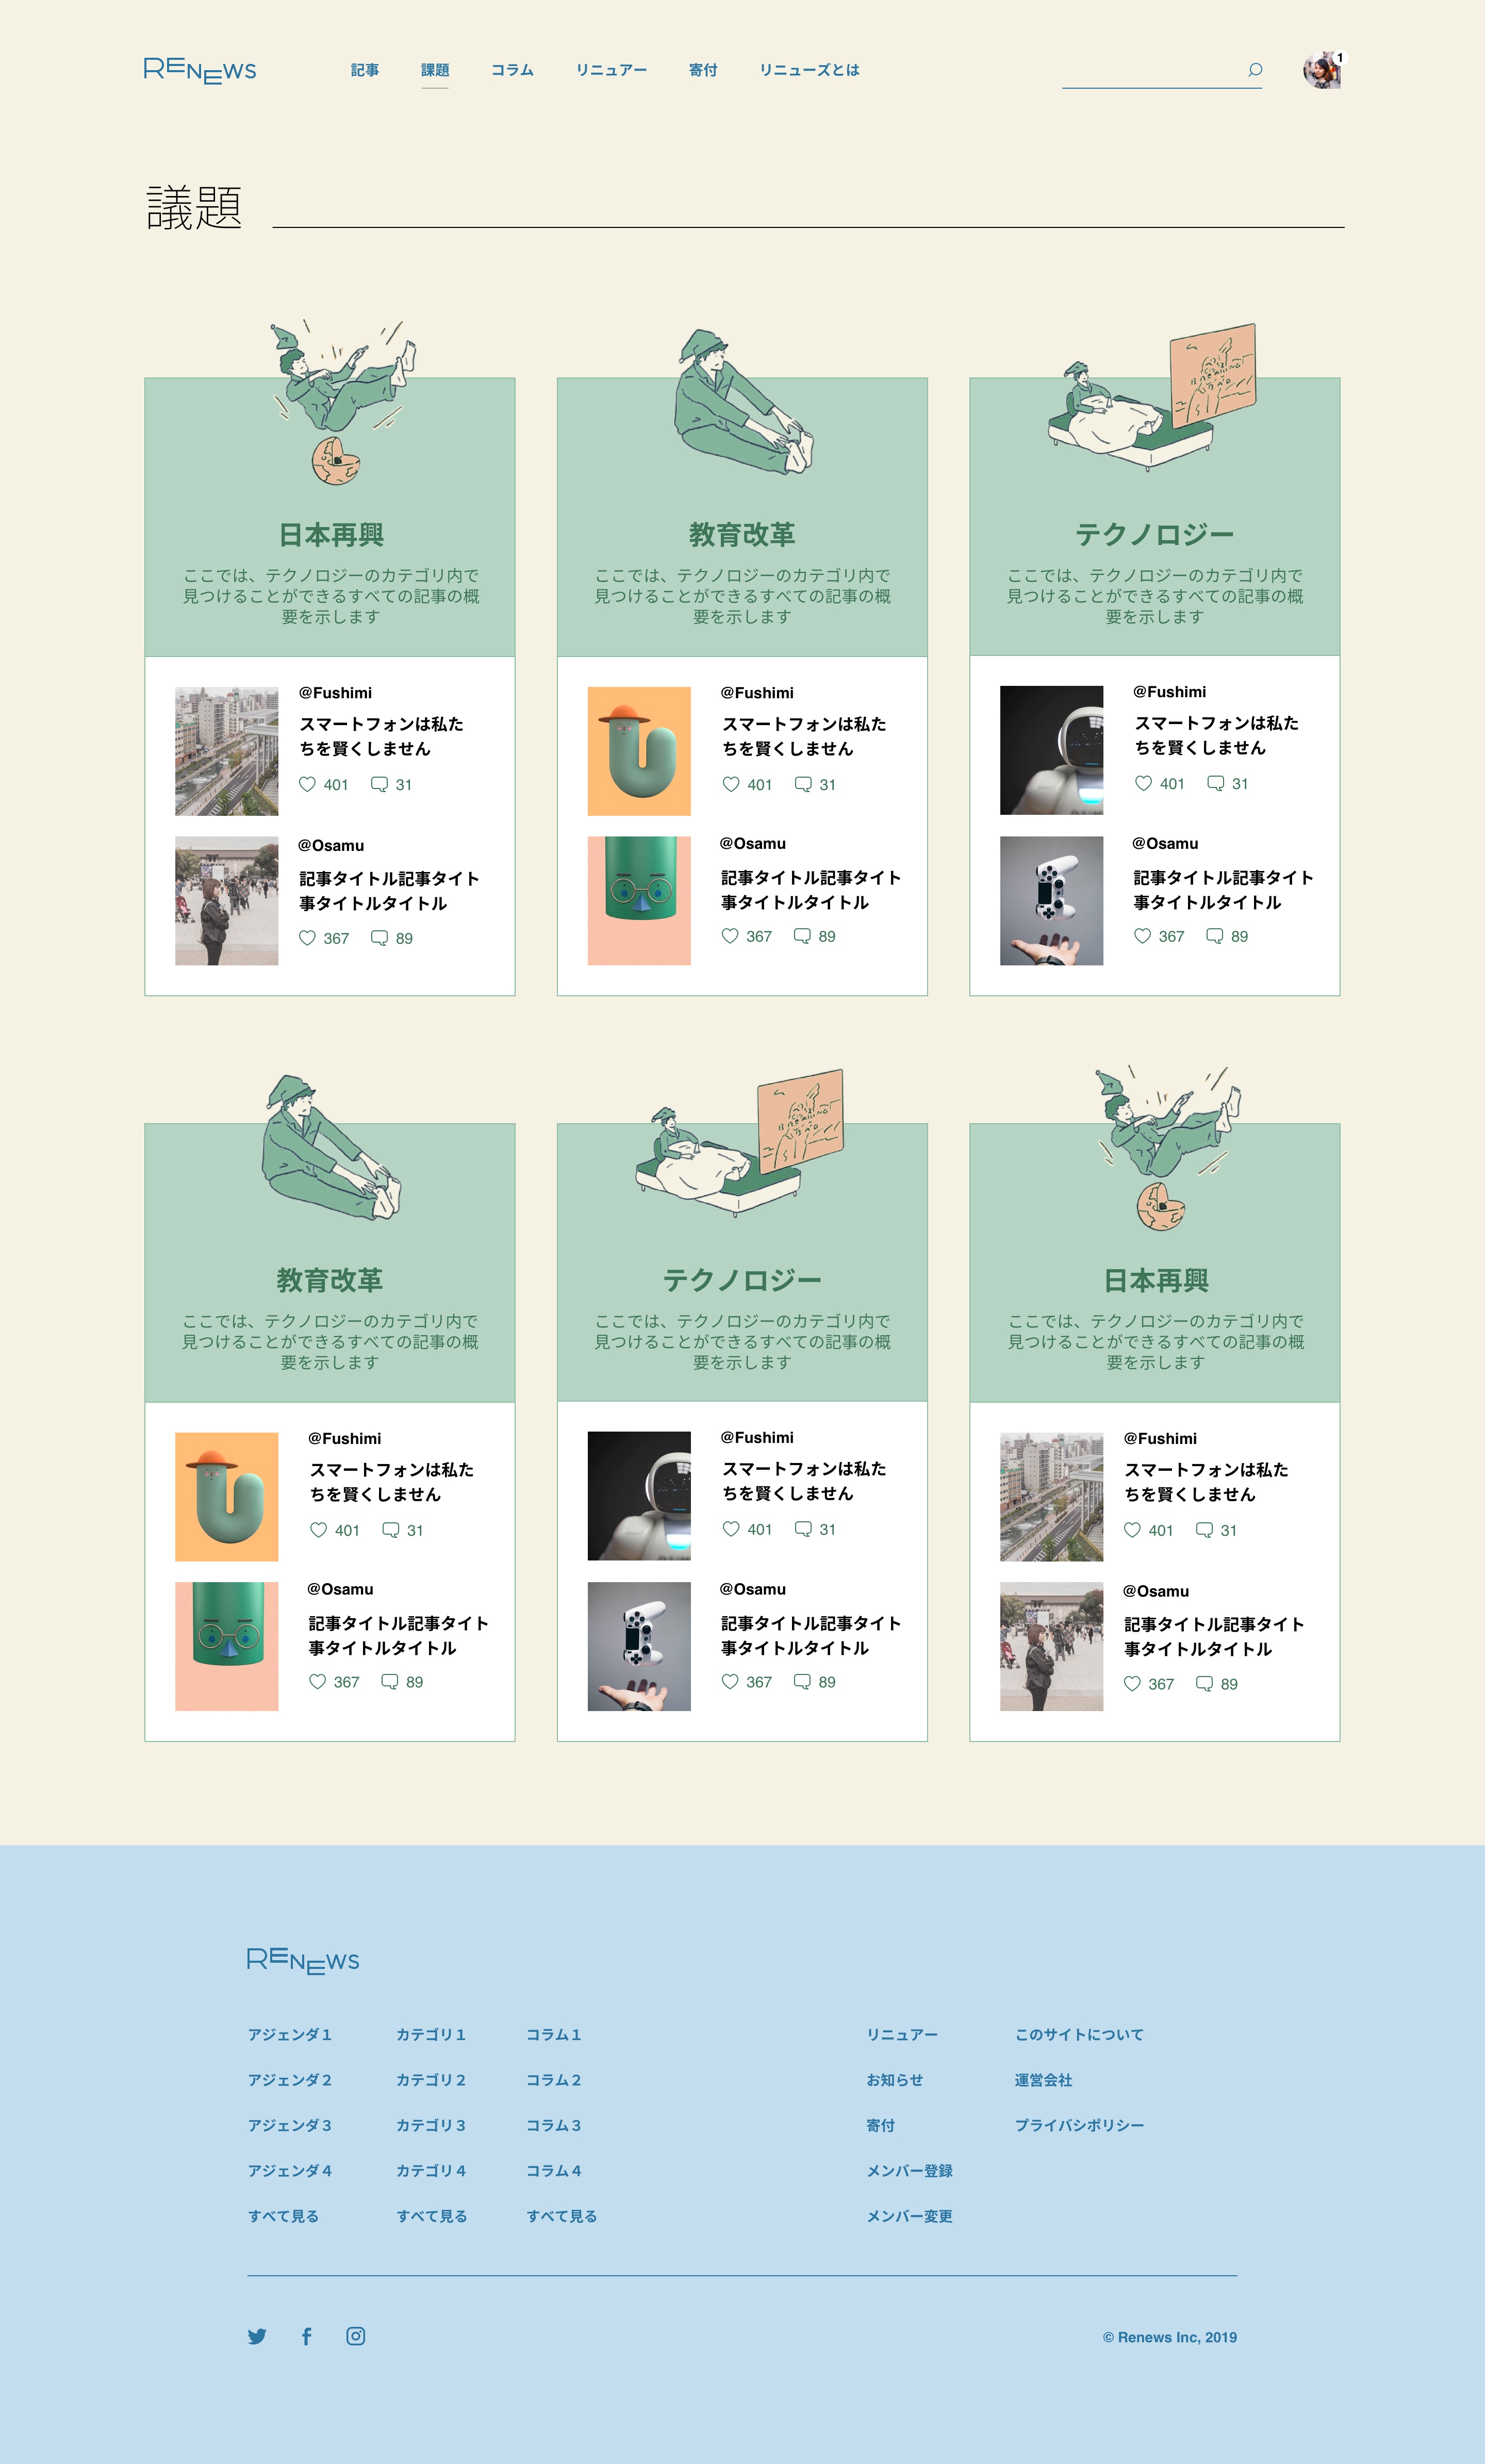 RENEWS
記事
課題
コラム
リニュアー
寄付
リニューズとは
1
議題
日本再興
ここでは、テクノロジーのカテゴリ内で
見つけることができるすべての記事の概
要を示します
@Fushimi
スマートフォンは私た
ちを賢くしません
401 31
@Osamu
記事タイトル記事タイト
事タイトルタイトル
367 89
教育改革
ここでは、テクノロジーのカテゴリ内で
見つけることができるすべての記事の概
要を示します
@Fushimi
スマートフォンは私た
ちを賢くしません
401 31
@Osamu
記事タイトル記事タイト
事タイトルタイトル
367 89
テクノロジー
ここでは、テクノロジーのカテゴリ内で
見つけることができるすべての記事の概
要を示します
@Fushimi
スマートフォンは私た
ちを賢くしません
401 31
@Osamu
記事タイトル記事タイト
事タイトルタイトル
367 89
教育改革
ここでは、テクノロジーのカテゴリ内で
見つけることができるすべての記事の概
要を示します
@Fushimi
スマートフォンは私た
ちを賢くしません
401 31
@Osamu
記事タイトル記事タイト
事タイトルタイトル
367 89
テクノロジー
ここでは、テクノロジーのカテゴリ内で
見つけることができるすべての記事の概
要を示します
@Fushimi
スマートフォンは私た
ちを賢くしません
401 31
@Osamu
記事タイトル記事タイト
事タイトルタイトル
367 89
日本再興
ここでは、テクノロジーのカテゴリ内で
見つけることができるすべての記事の概
要を示します
@Fushimi
スマートフォンは私た
ちを賢くしません
401 31
@Osamu
記事タイトル記事タイト
事タイトルタイトル
367 89
RENEWS
アジェンダ１
アジェンダ２
アジェンダ３
アジェンダ４
すべて見る
カテゴリ１
カテゴリ２
カテゴリ３
カテゴリ４
すべて見る
コラム１
コラム２
コラム３
コラム４
すべて見る
リニュアー
お知らせ
寄付
メンバー登録
メンバー変更
このサイトについて
運営会社
プライバシポリシー
© Renews Inc, 2019